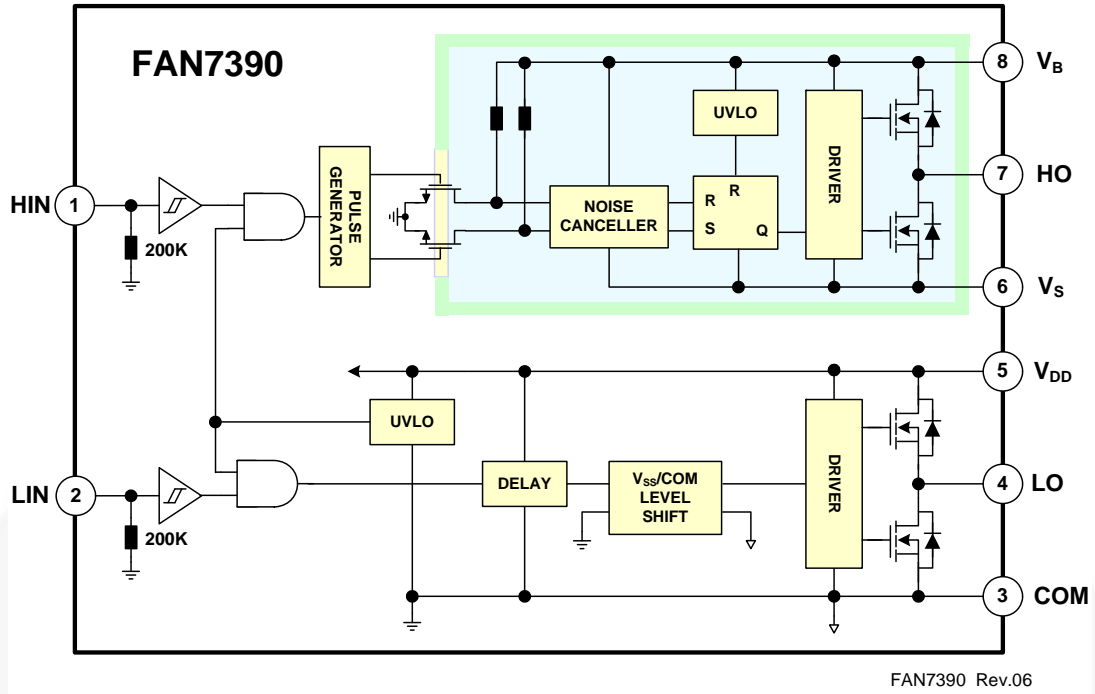 FAN7390
8 VB
UVLO
DRIVER
PULSE
GENERATOR
HIN 1
7 HO
NOISE
CANCELLER
R
R
S Q
200K
6 VS
5 VDD
UVLO
LIN 2
DELAY
VSS/COM
LEVEL
SHIFT
DRIVER
4 LO
200K
3 COM
FAN7390 Rev.06